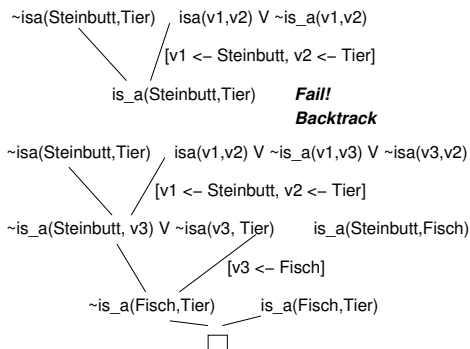 ~isa(Steinbutt,Tier) isa(v1,v2) V ~is_a(v1,v2)
[v1 <− Steinbutt, v2 <− Tier]
is_a(Steinbutt,Tier) Fail!
Backtrack
~isa(Steinbutt,Tier) isa(v1,v2) V ~is_a(v1,v3) V ~isa(v3,v2)
[v1 <− Steinbutt, v2 <− Tier]
~is_a(Steinbutt, v3) V ~isa(v3, Tier) is_a(Steinbutt,Fisch)
[v3 <− Fisch]
~is_a(Fisch,Tier) is_a(Fisch,Tier)